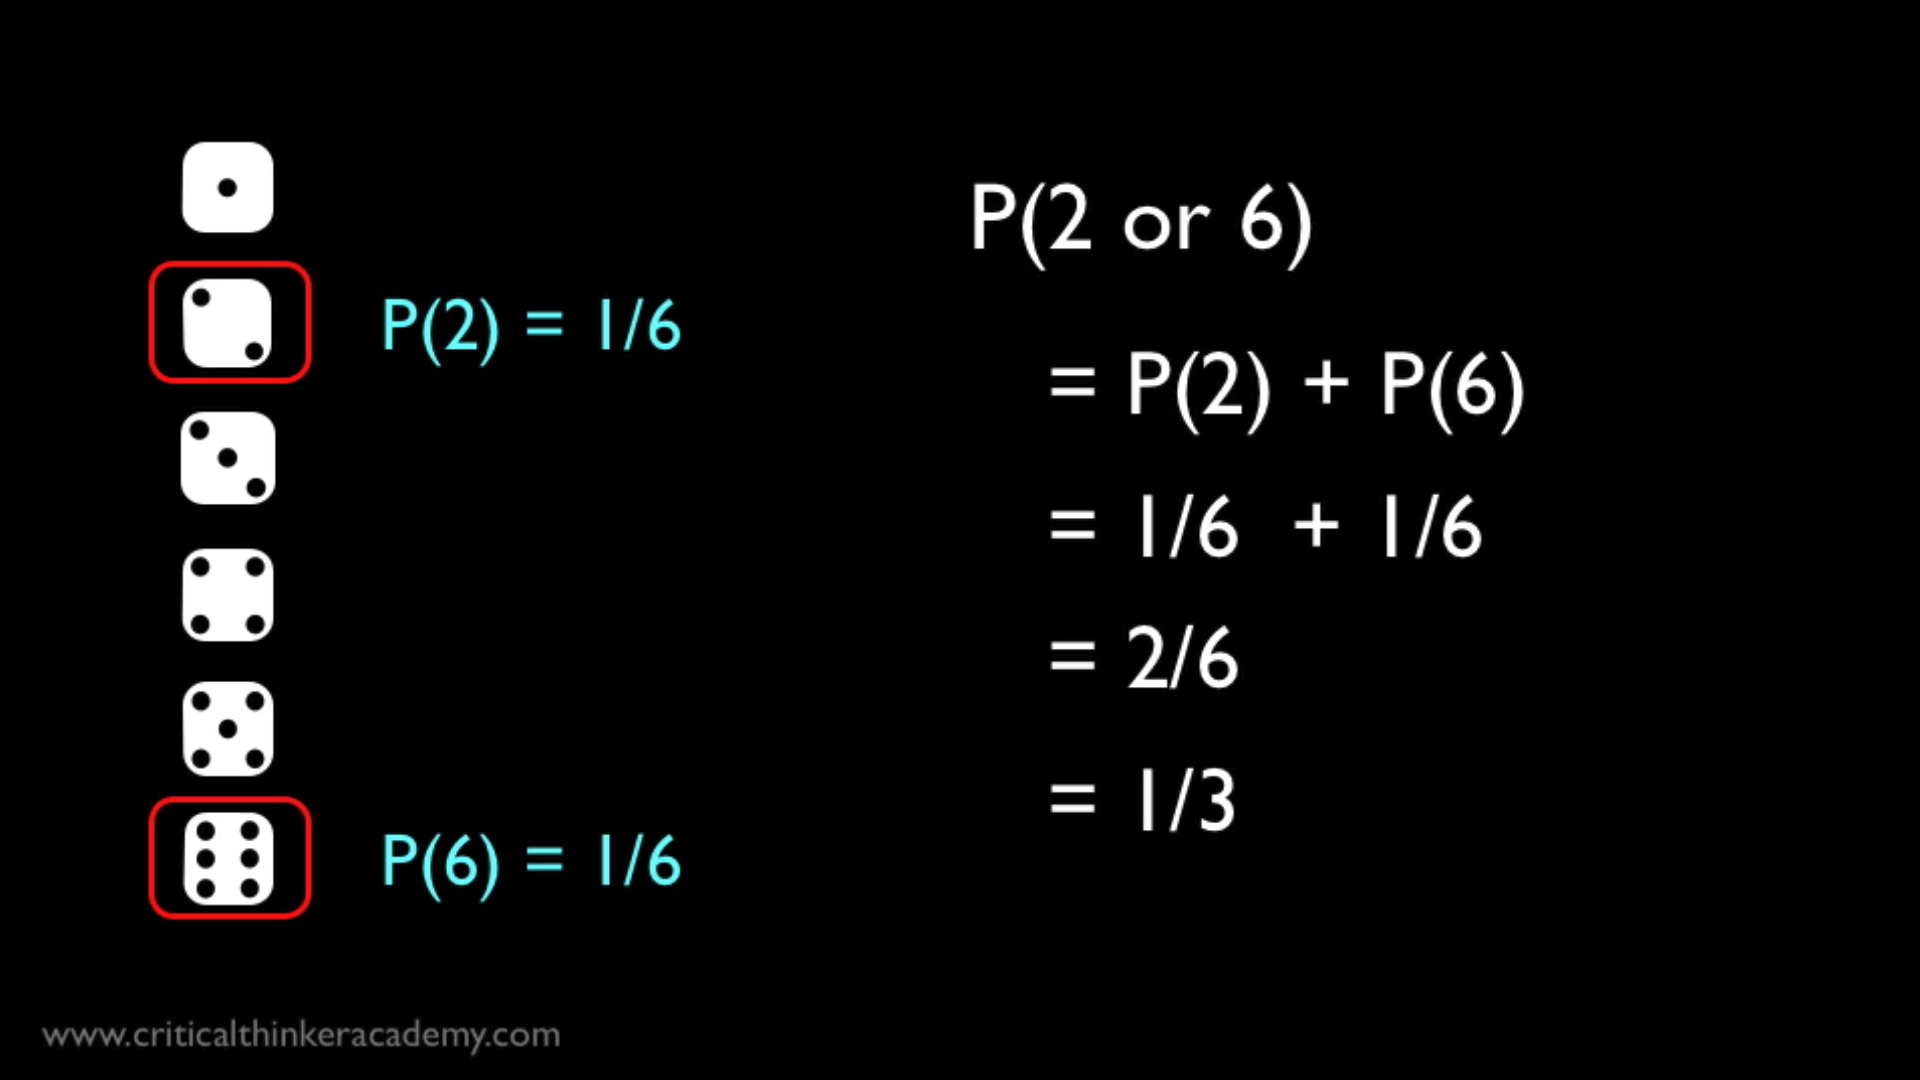 P(2) = 1/6
P(6) = 1/6
P(2 or 6)
= P(2) + P(6)
= 1/6 + 1/6
= 2/6
= 1/3
www.criticalthinkeracademy.com